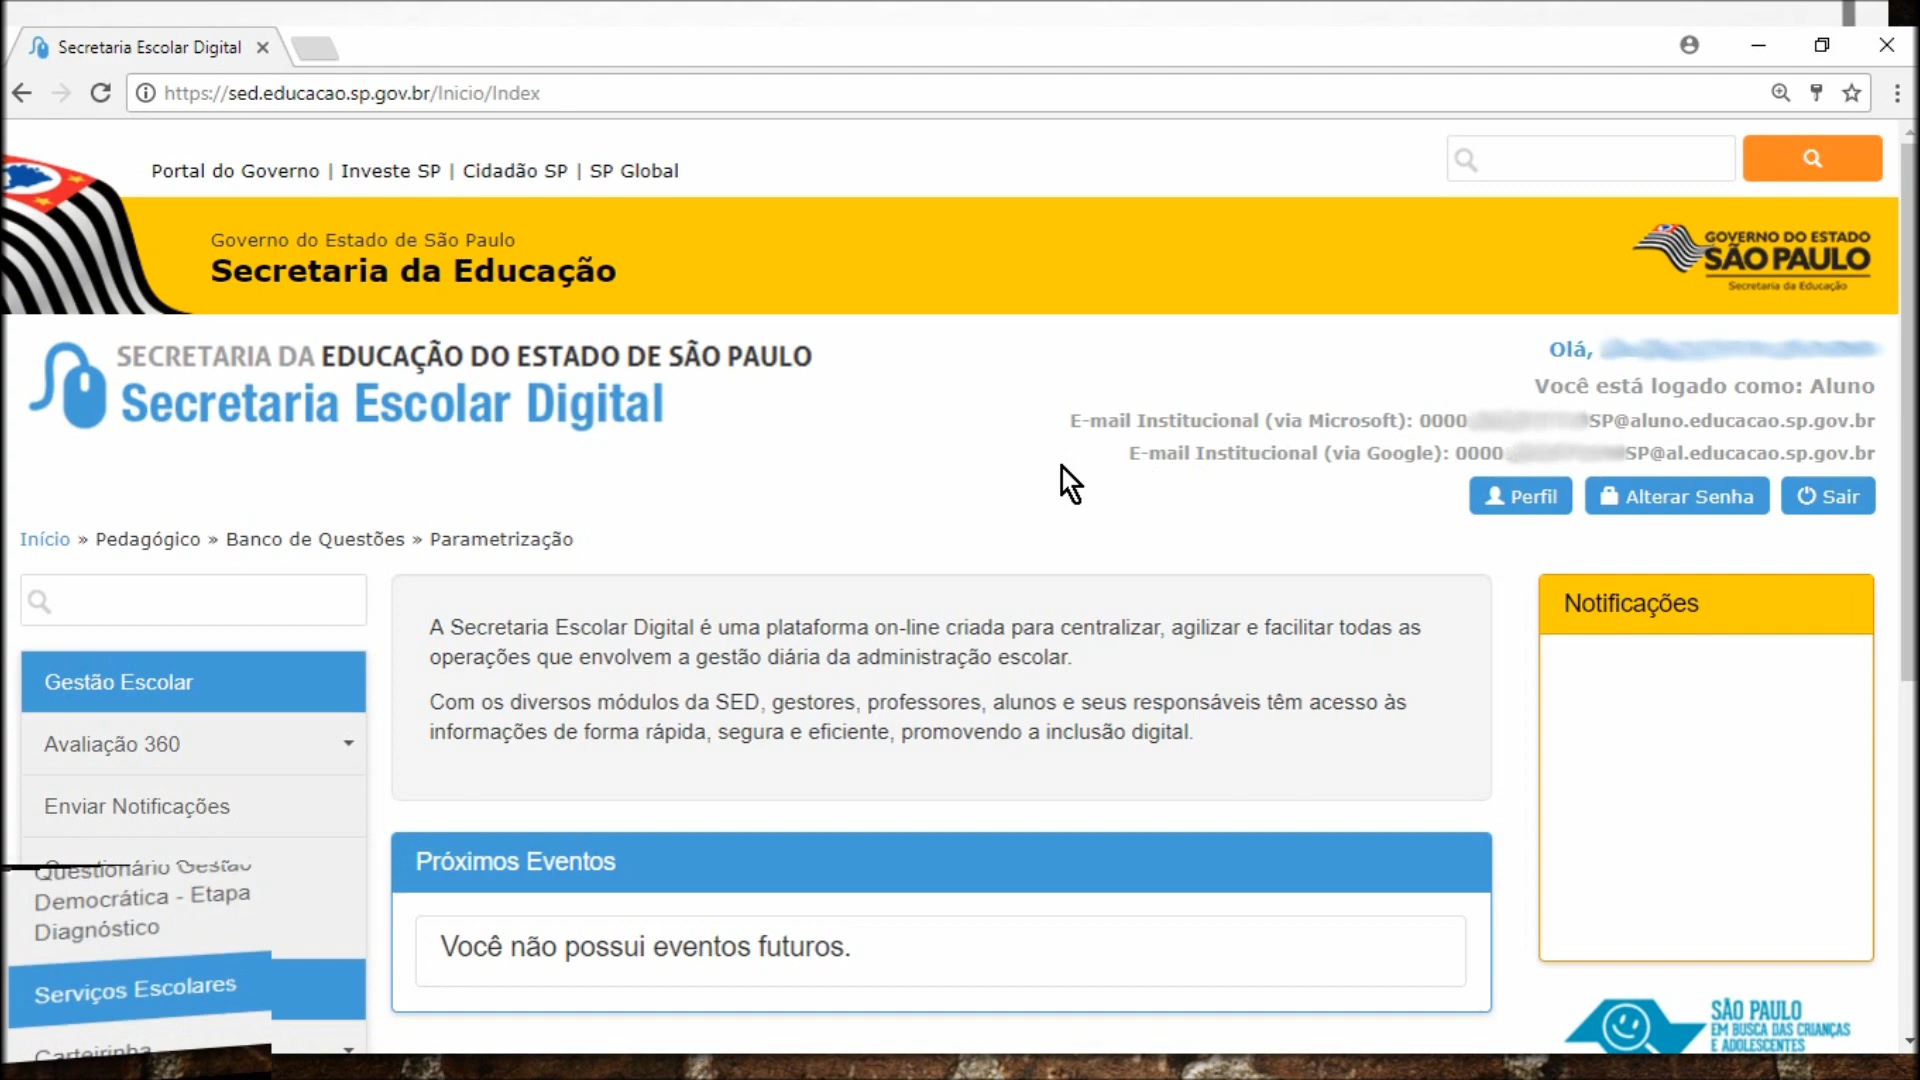 Secretaria Escolar Digital
https://sed.educacao.sp.gov.br/Inicio/Index
Portal do Governo | Investe SP | Cidadão SP | SP Global
Governo do Estado de São Paulo
Secretaria da Educação
GOVERNO DO ESTADO
SÃO PAULO
Secretaria da Educação
SECRETARIA DA EDUCAÇÃO DO ESTADO DE SÃO PAULO
Secretaria Escolar Digital
Olá,
Você está logado como: Aluno
E-mail Institucional (via Microsoft): 0000 SP@aluno.educacao.sp.gov.br
E-mail Institucional (via Google): 0000 SP@al.educacao.sp.gov.br
Perfil
Alterar Senha
Sair
Início » Pedagógico » Banco de Questões » Parametrização
Gestão Escolar
Avaliação 360
Enviar Notificações
Questionário Gestão
Democrática - Etapa
Diagnóstico
Serviços Escolares
Carteirinha
A Secretaria Escolar Digital é uma plataforma on-line criada para centralizar, agilizar e facilitar todas as
operações que envolvem a gestão diária da administração escolar.
Com os diversos módulos da SED, gestores, professores, alunos e seus responsáveis têm acesso às
informações de forma rápida, segura e eficiente, promovendo a inclusão digital.
Próximos Eventos
Você não possui eventos futuros.
Notificações
SÃO PAULO
EM BUSCA DAS CRIANÇAS
E ADOLESCENTES